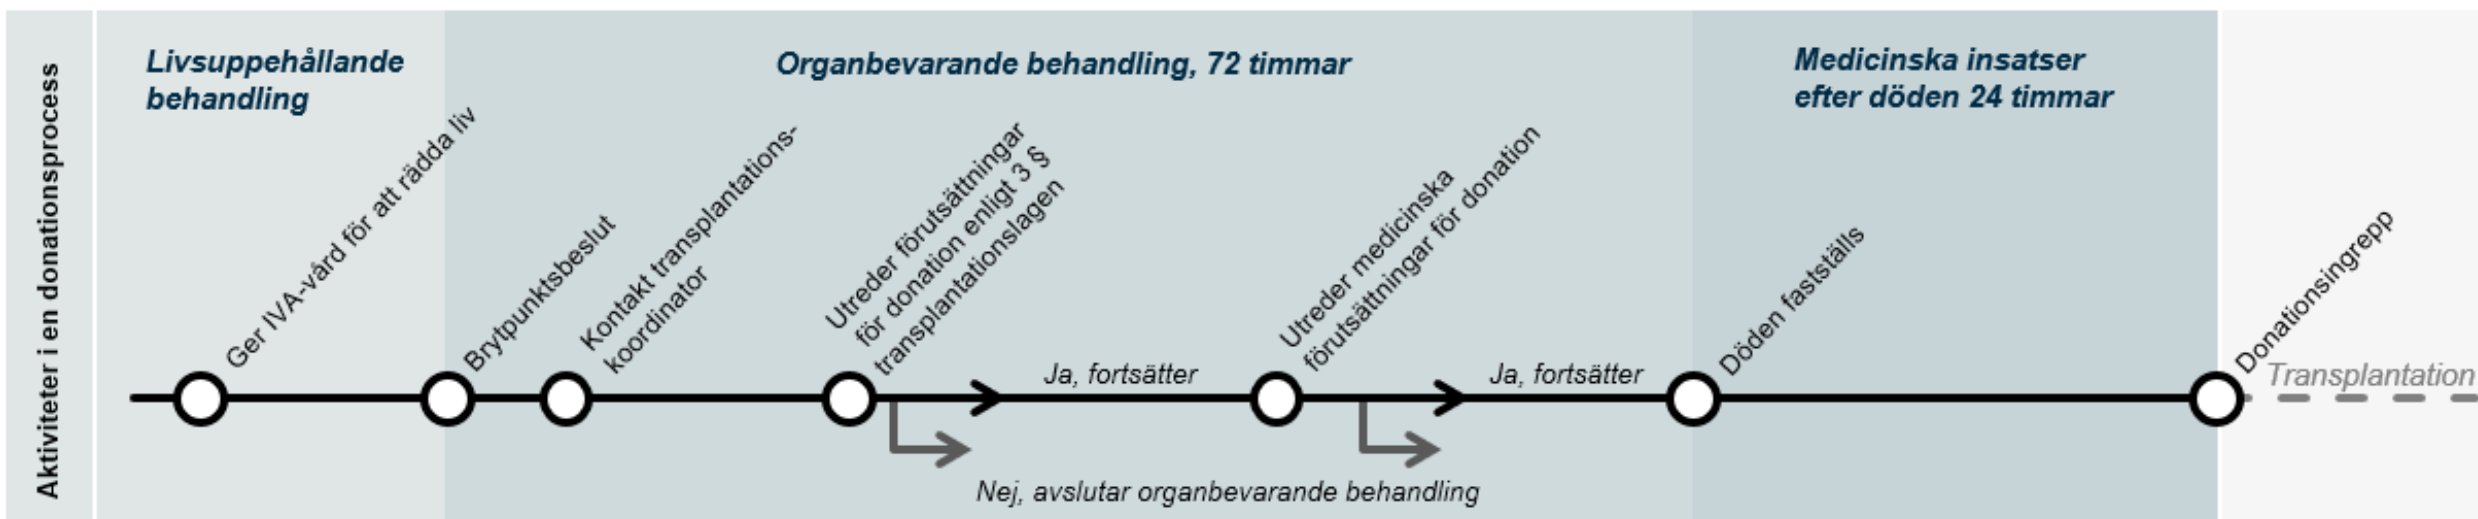 Aktiviteter i en donationsprocess
Livsuppehållande
behandling
Organbevarande behandling, 72 timmar
Medicinska insatser
efter döden 24 timmar
Ger IVA-vård för att rädda liv
Brytpunktsbeslut
Kontakt transplantations-
koordinator
Utreder förutsättningar
för donation enligt 3 §
transplantationslagen
Ja, fortsätter
Utreder medicinska
förutsättningar för donation
Ja, fortsätter
Döden fastställs
Donationsingrepp
Transplantation
Nej, avslutar organbevarande behandling